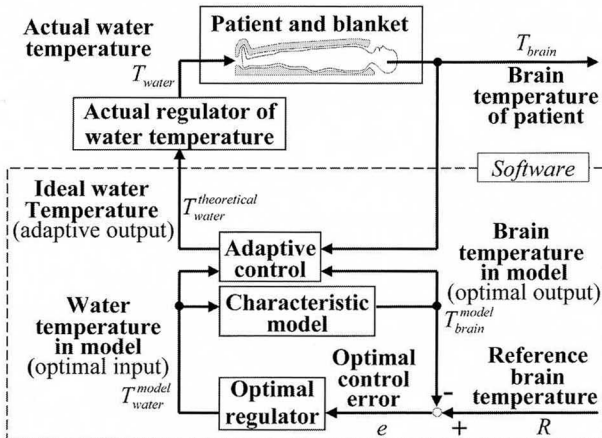 Actual water
temperature
T_water
Patient and blanket
T_brain
Brain
temperature
of patient
Actual regulator of
water temperature
Software
Ideal water
Temperature
(adaptive output)
T_water^theoretical
Adaptive
control
Brain
temperature
in model
(optimal output)
Characteristic
model
T_brain^model
Water
temperature
in model
(optimal input)
T_water^model
Optimal
control
error
Optimal
regulator
Reference
brain
temperature
-
e
+
R